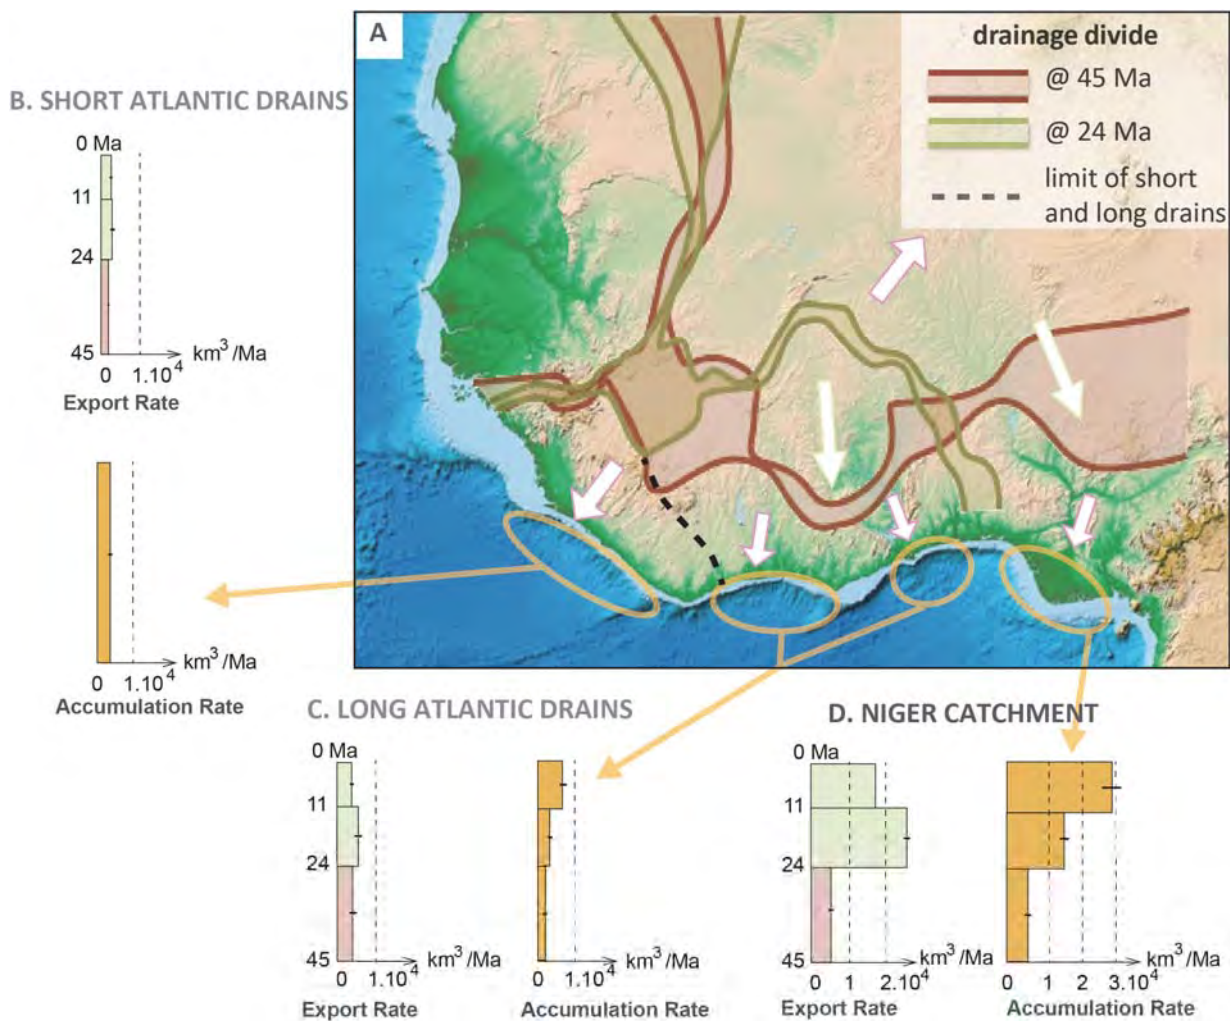 A
drainage divide
@ 45 Ma
@ 24 Ma
limit of short
and long drains
B. SHORT ATLANTIC DRAINS
0 Ma
11
24
45
km³/Ma
0 1.10⁴
Export Rate
km³/Ma
0 1.10⁴
Accumulation Rate
C. LONG ATLANTIC DRAINS
0 Ma
11
24
45
km³/Ma
0 1.10⁴
Export Rate
km³/Ma
0 1.10⁴
Accumulation Rate
D. NIGER CATCHMENT
0 Ma
11
24
45
km³/Ma
0 1 2.10⁴
Export Rate
km³/Ma
0 1 2 3.10⁴
Accumulation Rate